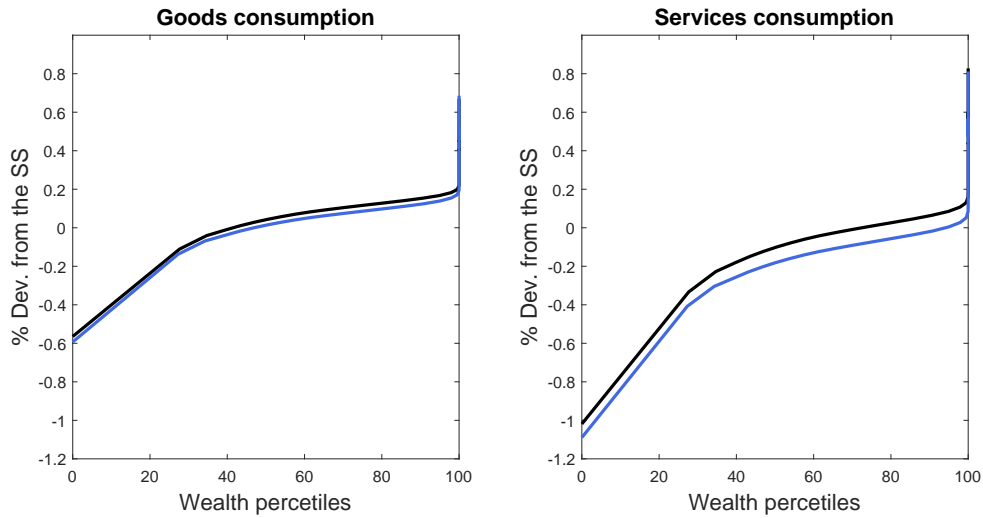 Goods consumption
% Dev. from the SS
0.8
0.6
0.4
0.2
0
-0.2
-0.4
-0.6
-0.8
-1
-1.2
0 20 40 60 80 100
Wealth percetiles
Services consumption
% Dev. from the SS
0.8
0.6
0.4
0.2
0
-0.2
-0.4
-0.6
-0.8
-1
-1.2
0 20 40 60 80 100
Wealth percetiles